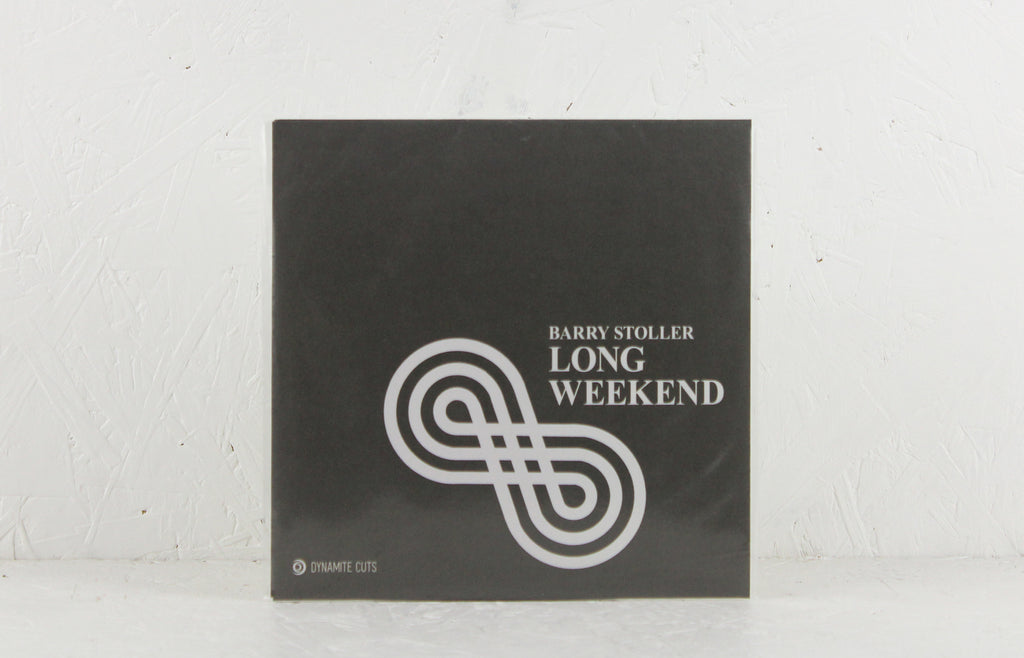 BARRY STOLLER
LONG
WEEKEND
DYNAMITE CUTS